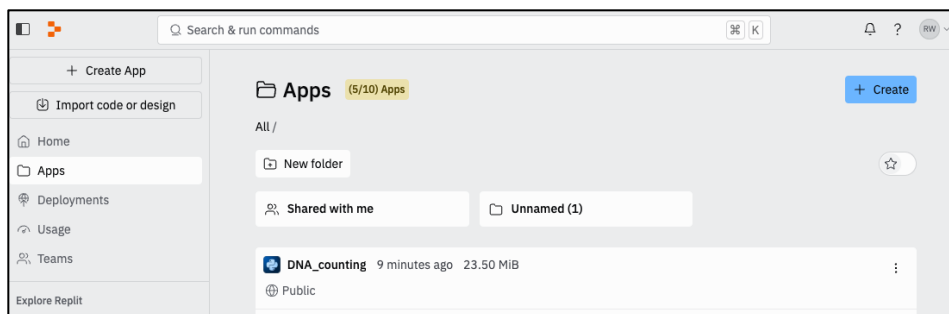 Search & run commands
⌘ K
?
RW
Create App
Import code or design
Home
Apps
Deployments
Usage
Teams
Explore Replit
Apps
(5/10) Apps
+ Create
All /
New folder
Shared with me
Unnamed (1)
DNA_counting 9 minutes ago 23.50 MiB
Public